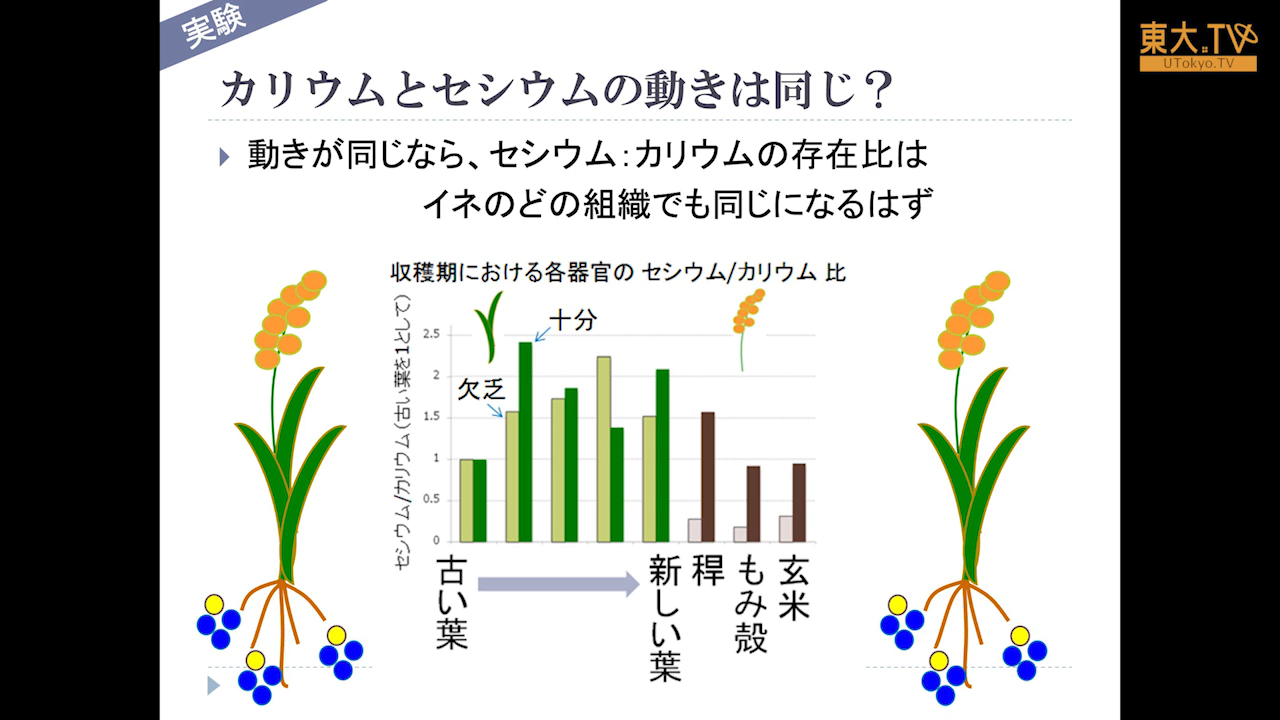 実験
東大.TV
UTokyo.TV
カリウムとセシウムの動きは同じ？
動きが同じなら、セシウム：カリウムの存在比は
イネのどの組織でも同じになるはず
収穫期における各器官の セシウム/カリウム 比
セシウム/カリウム（古い葉を1として）
2.5
2
1.5
1
0.5
0
十分
欠乏
古い葉
新しい葉
稈
もみ殻
玄米